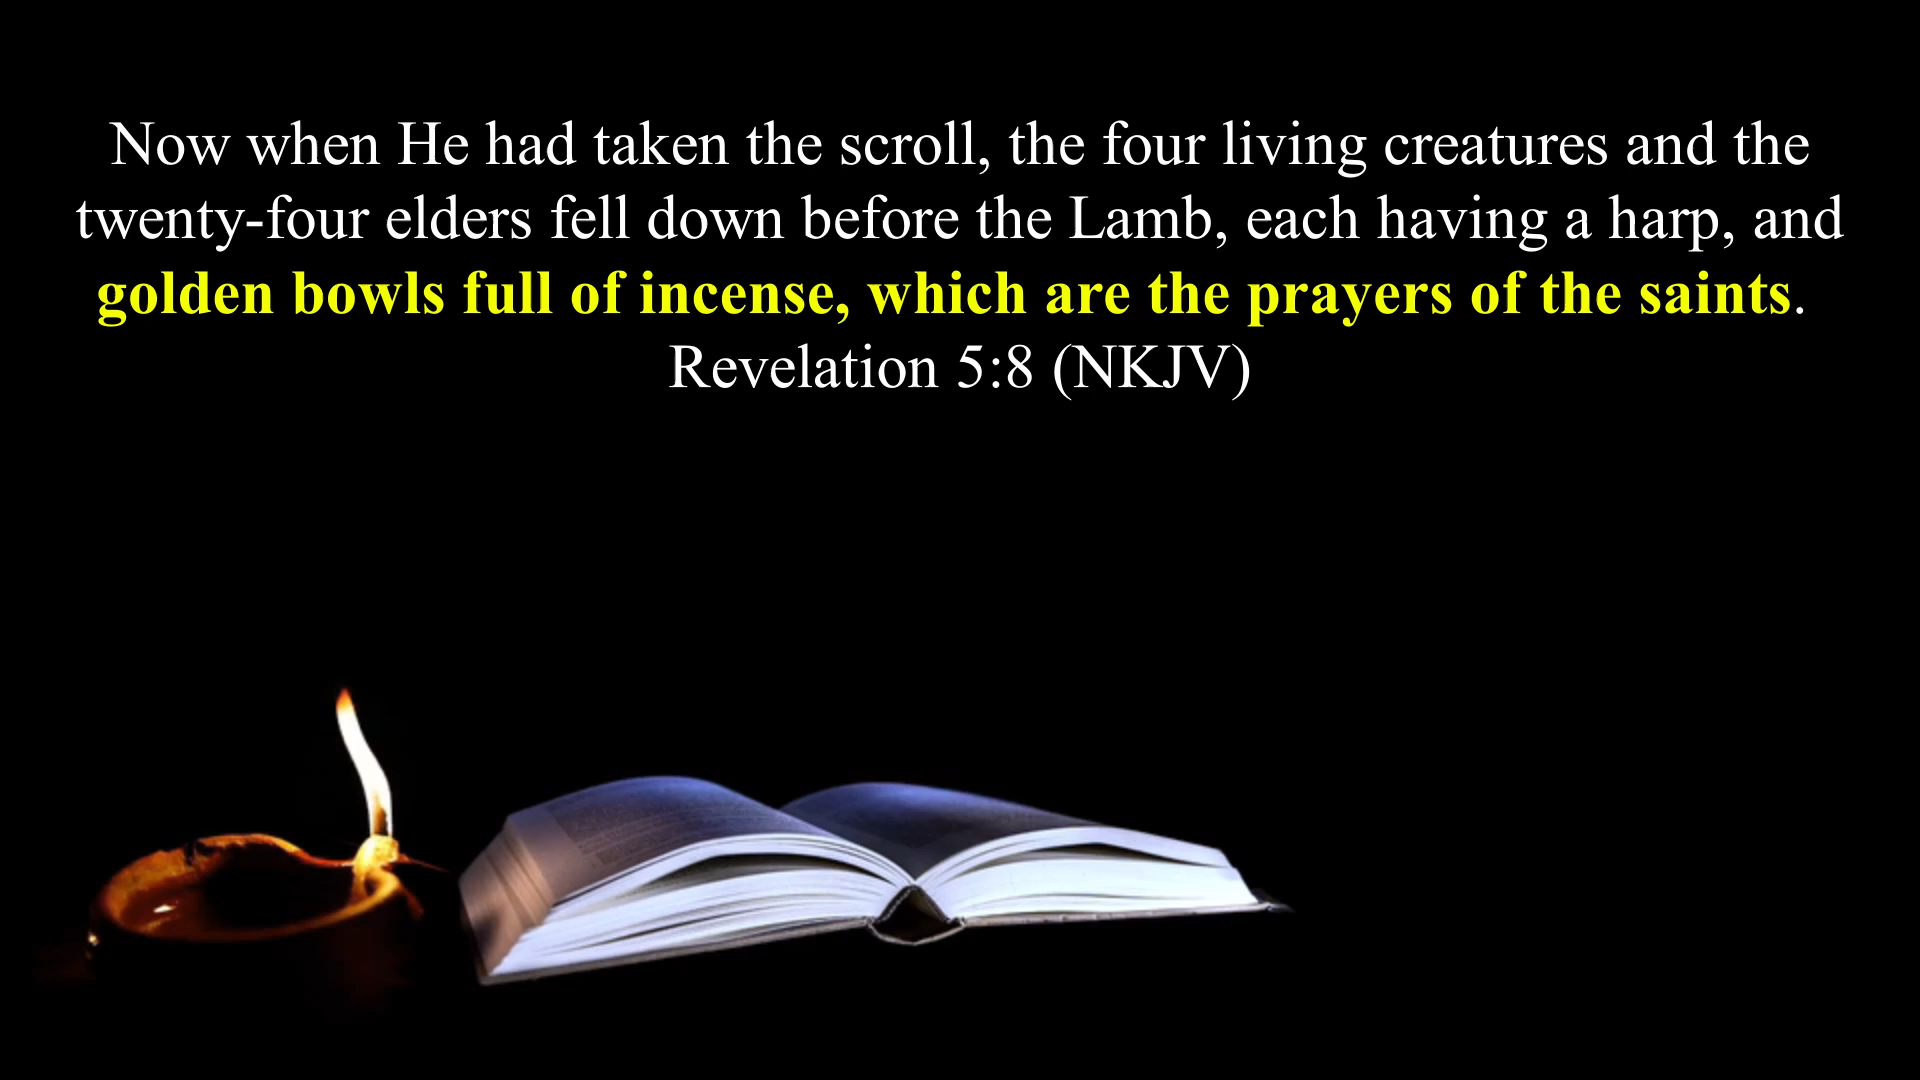 Now when He had taken the scroll, the four living creatures and the
twenty-four elders fell down before the Lamb, each having a harp, and
golden bowls full of incense, which are the prayers of the saints.
Revelation 5:8 (NKJV)